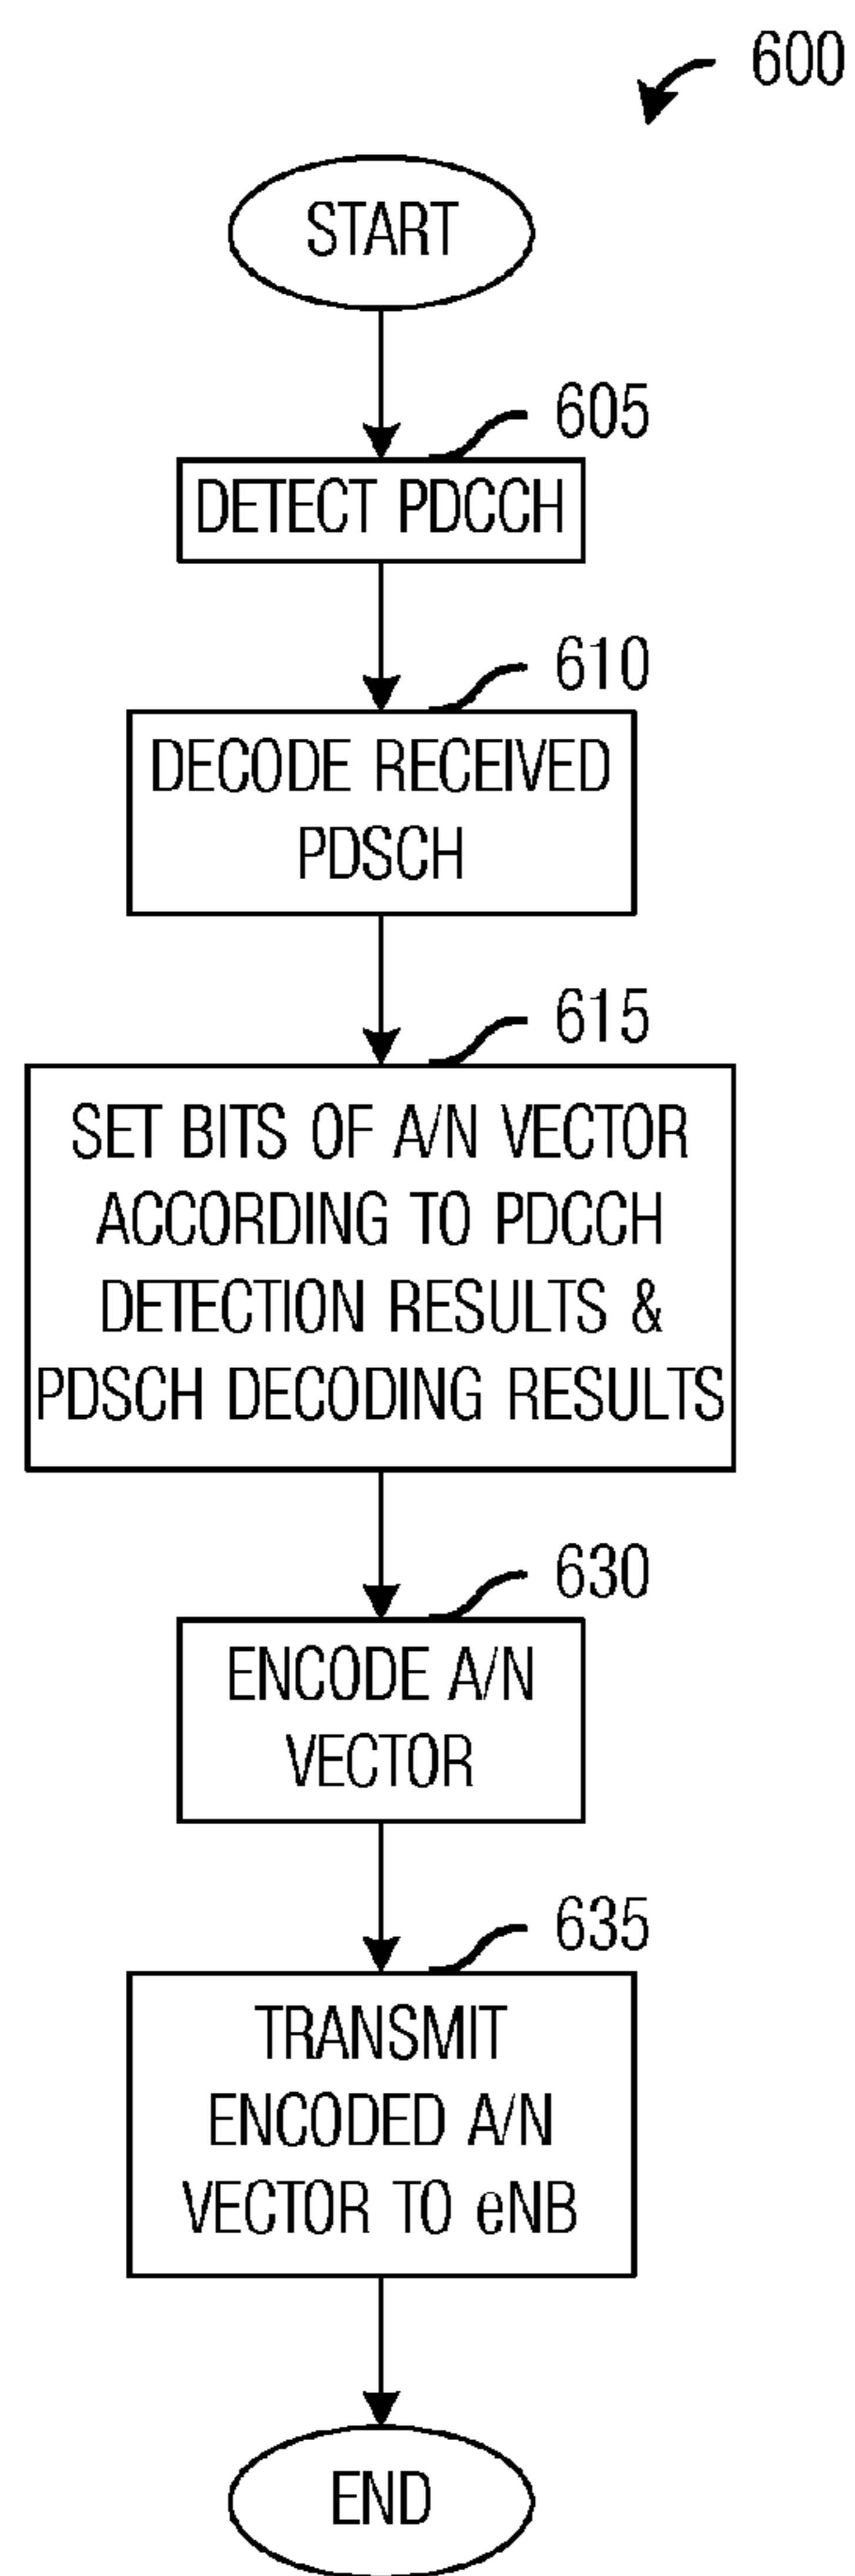 600
START
605
DETECT PDCCH
610
DECODE RECEIVED
PDSCH
615
SET BITS OF A/N VECTOR
ACCORDING TO PDCCH
DETECTION RESULTS &
PDSCH DECODING RESULTS
630
ENCODE A/N
VECTOR
635
TRANSMIT
ENCODED A/N
VECTOR TO eNB
END